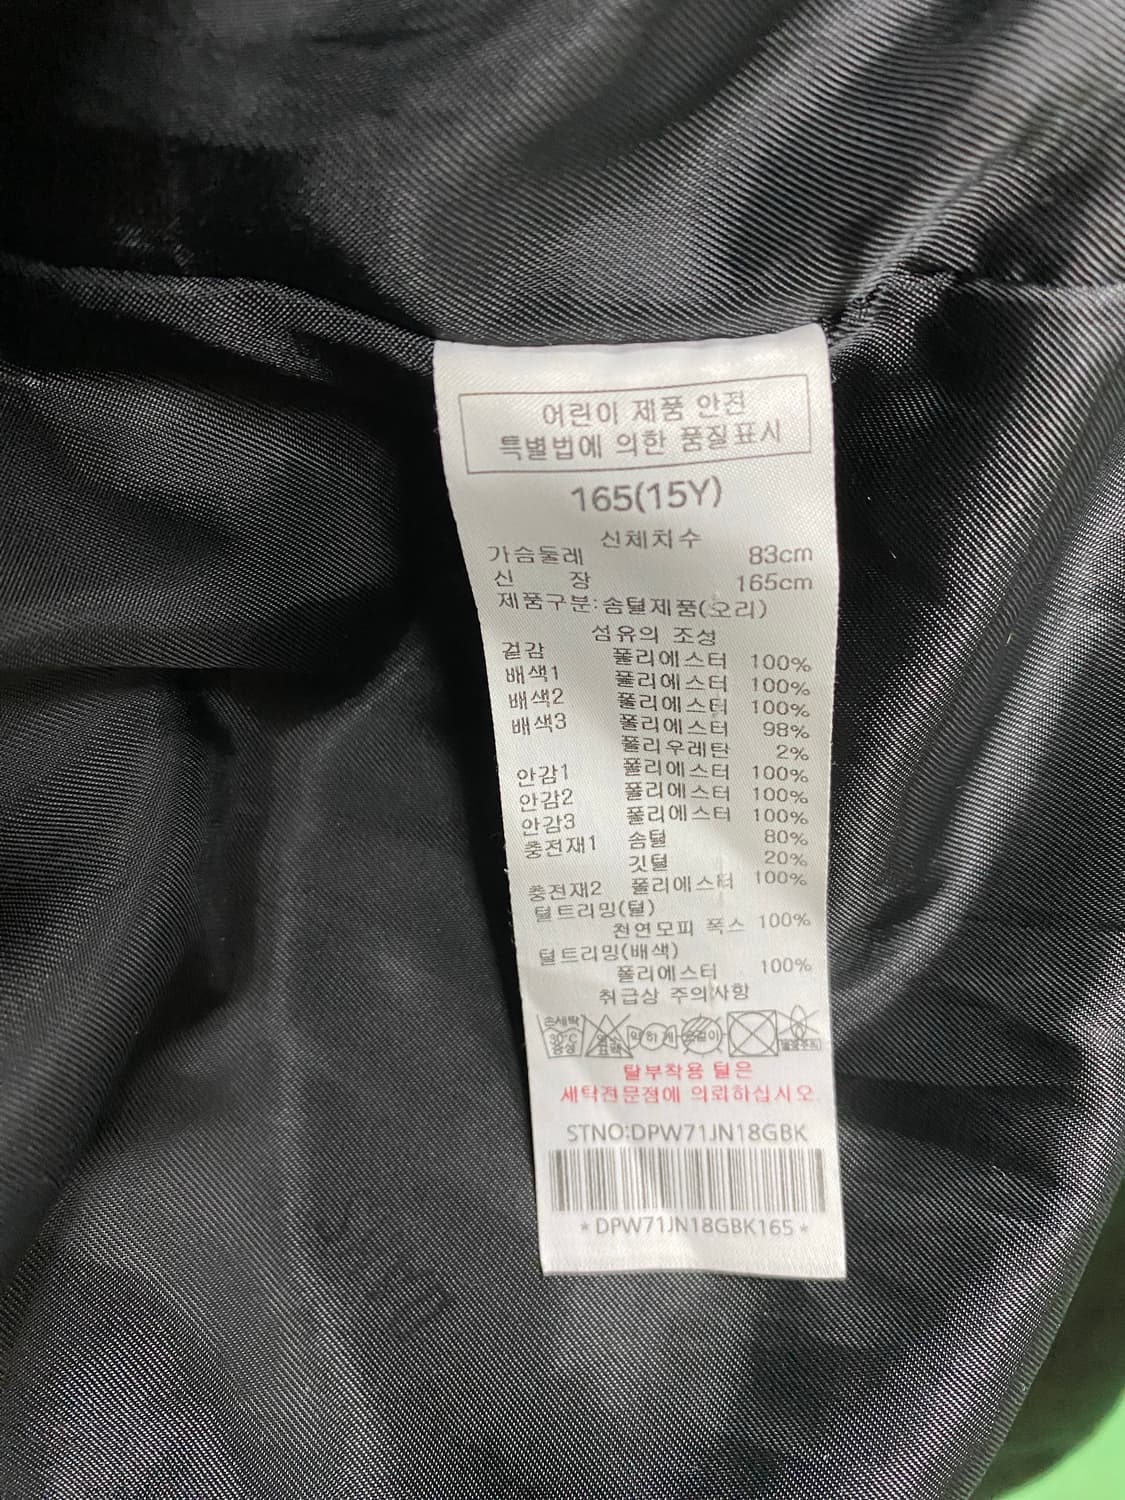 어린이 제품 안전
특별법에 의한 품질표시
165(15Y)
신체치수
가슴둘레 83cm
신 장 165cm
제품구분:솜털제품(오리)
섬유의 조성
겉감 폴리에스터 100%
배색1 폴리에스터 100%
배색2 폴리에스터 100%
배색3 폴리에스터 98%
폴리우레탄 2%
안감1 폴리에스터 100%
안감2 폴리에스터 100%
안감3 폴리에스터 100%
충전재1 솜털 80%
깃털 20%
충전재2 폴리에스터 100%
털트리밍(털)
천연모피 폭스 100%
털트리밍(배색)
폴리에스터 100%
취급상 주의사항
손세탁
약하게
탈부착용 털은
세탁전문점에 의뢰하십시오.
STNO:DPW71JN18GBK
*DPW71JN18GBK165*